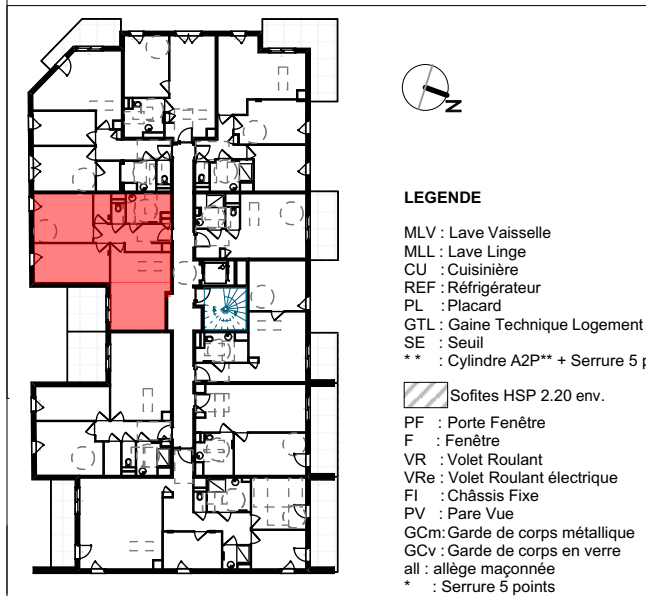 N
LEGENDE
MLV : Lave Vaisselle
MLL : Lave Linge
CU : Cuisinière
REF : Réfrigérateur
PL : Placard
GTL : Gaine Technique Logement
SE : Seuil
* * : Cylindre A2P** + Serrure 5 p
Sofites HSP 2.20 env.
PF : Porte Fenêtre
F : Fenêtre
VR : Volet Roulant
VRe : Volet Roulant électrique
FI : Châssis Fixe
PV : Pare Vue
GCm: Garde de corps métallique
GCv : Garde de corps en verre
all : allège maçonnée
* : Serrure 5 points